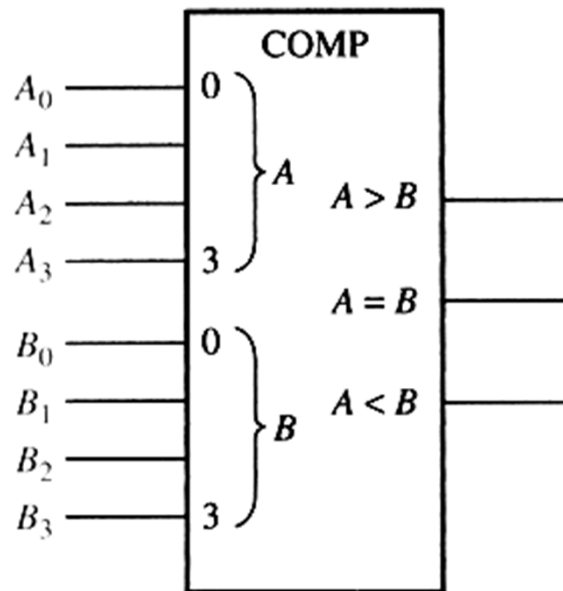 COMP
A₀ 0
A₁
A₂
A₃ 3
A
A > B
A = B
B₀ 0
B₁
B₂
B₃ 3
B
A < B